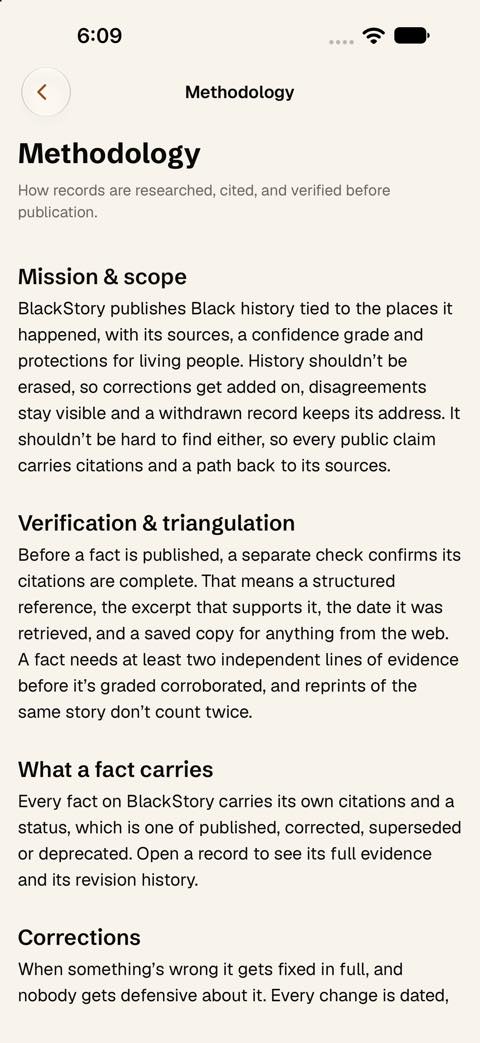 6:09
Methodology
Methodology
How records are researched, cited, and verified before
publication.
Mission & scope
BlackStory publishes Black history tied to the places it
happened, with its sources, a confidence grade and
protections for living people. History shouldn’t be
erased, so corrections get added on, disagreements
stay visible and a withdrawn record keeps its address. It
shouldn’t be hard to find either, so every public claim
carries citations and a path back to its sources.
Verification & triangulation
Before a fact is published, a separate check confirms its
citations are complete. That means a structured
reference, the excerpt that supports it, the date it was
retrieved, and a saved copy for anything from the web.
A fact needs at least two independent lines of evidence
before it’s graded corroborated, and reprints of the
same story don’t count twice.
What a fact carries
Every fact on BlackStory carries its own citations and a
status, which is one of published, corrected, superseded
or deprecated. Open a record to see its full evidence
and its revision history.
Corrections
When something’s wrong it gets fixed in full, and
nobody gets defensive about it. Every change is dated,